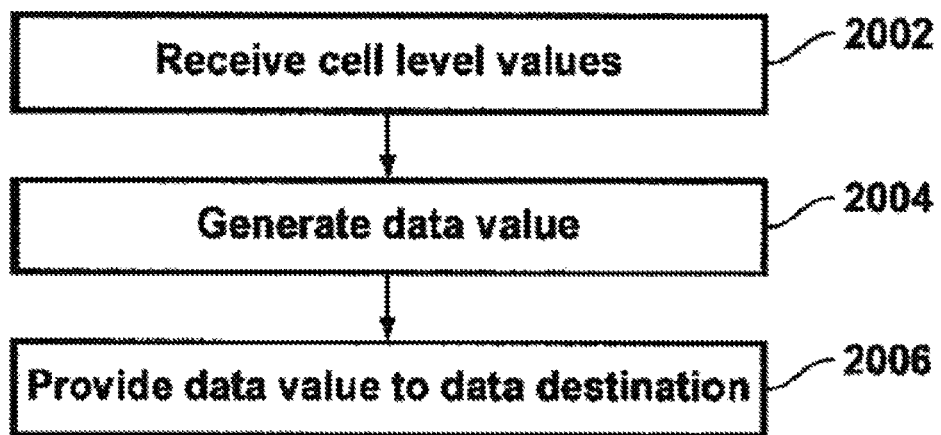 Receive cell level values
2002
Generate data value
2004
Provide data value to data destination
2006